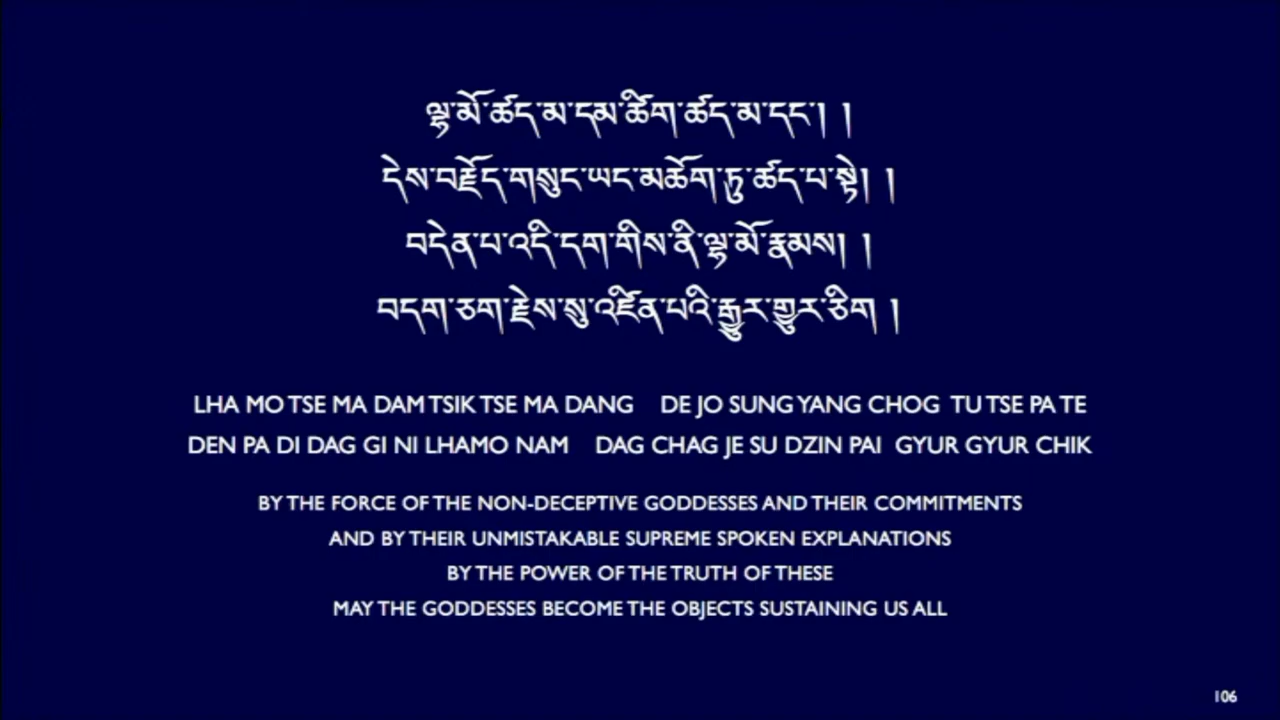 ལྷ་མོ་ཚད་མ་དམ་ཚིག་ཚད་མ་དང་། །
དེས་བརྗོད་གསུང་ཡང་མཆོག་ཏུ་ཚད་པ་སྟེ། །
བདེན་པ་འདི་དག་གིས་ནི་ལྷ་མོ་རྣམས། །
བདག་ཅག་རྗེས་སུ་འཛིན་པའི་རྒྱུར་གྱུར་ཅིག །
LHA MO TSE MA DAM TSIK TSE MA DANG DE JO SUNG YANG CHOG TU TSE PA TE
DEN PA DI DAG GI NI LHAMO NAM DAG CHAG JE SU DZIN PAI GYUR GYUR CHIK
BY THE FORCE OF THE NON-DECEPTIVE GODDESSES AND THEIR COMMITMENTS
AND BY THEIR UNMISTAKABLE SUPREME SPOKEN EXPLANATIONS
BY THE POWER OF THE TRUTH OF THESE
MAY THE GODDESSES BECOME THE OBJECTS SUSTAINING US ALL
106